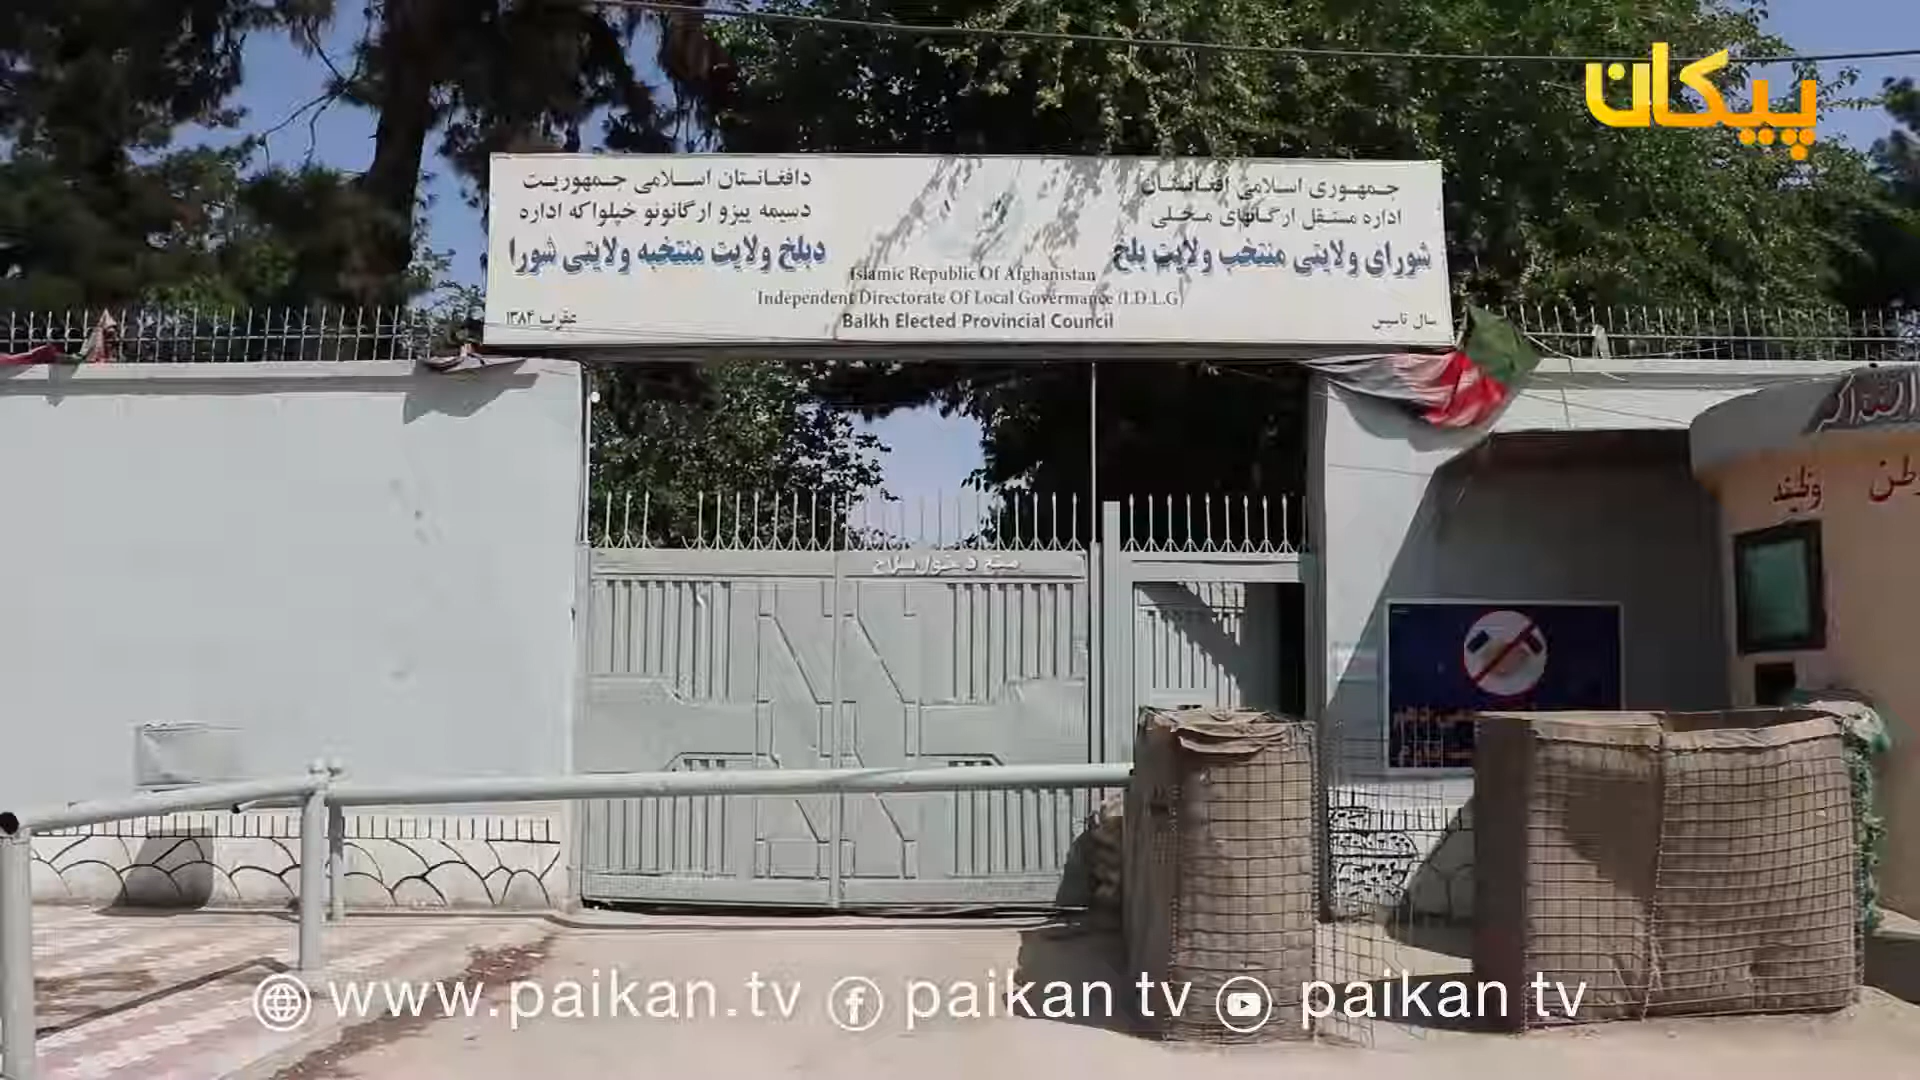 پیکان
جمهوری اسلامی افغانستان
اداره مستقل ارگانهای محلی
شورای ولایتی منتخب ولایت بلخ
سال تاسیس
دافغانستان اسلامی جمهوریت
دسیمه ییزو ارگانونو خپلواکه اداره
دبلخ ولایت منتخبه ولایتی شورا
عقرب ۱۳۸۴
Islamic Republic Of Afghanistan
Independent Directorate Of Local Governance (I.D.L.G)
Balkh Elected Provincial Council
وطن
www.paikan.tv paikan tv paikan tv